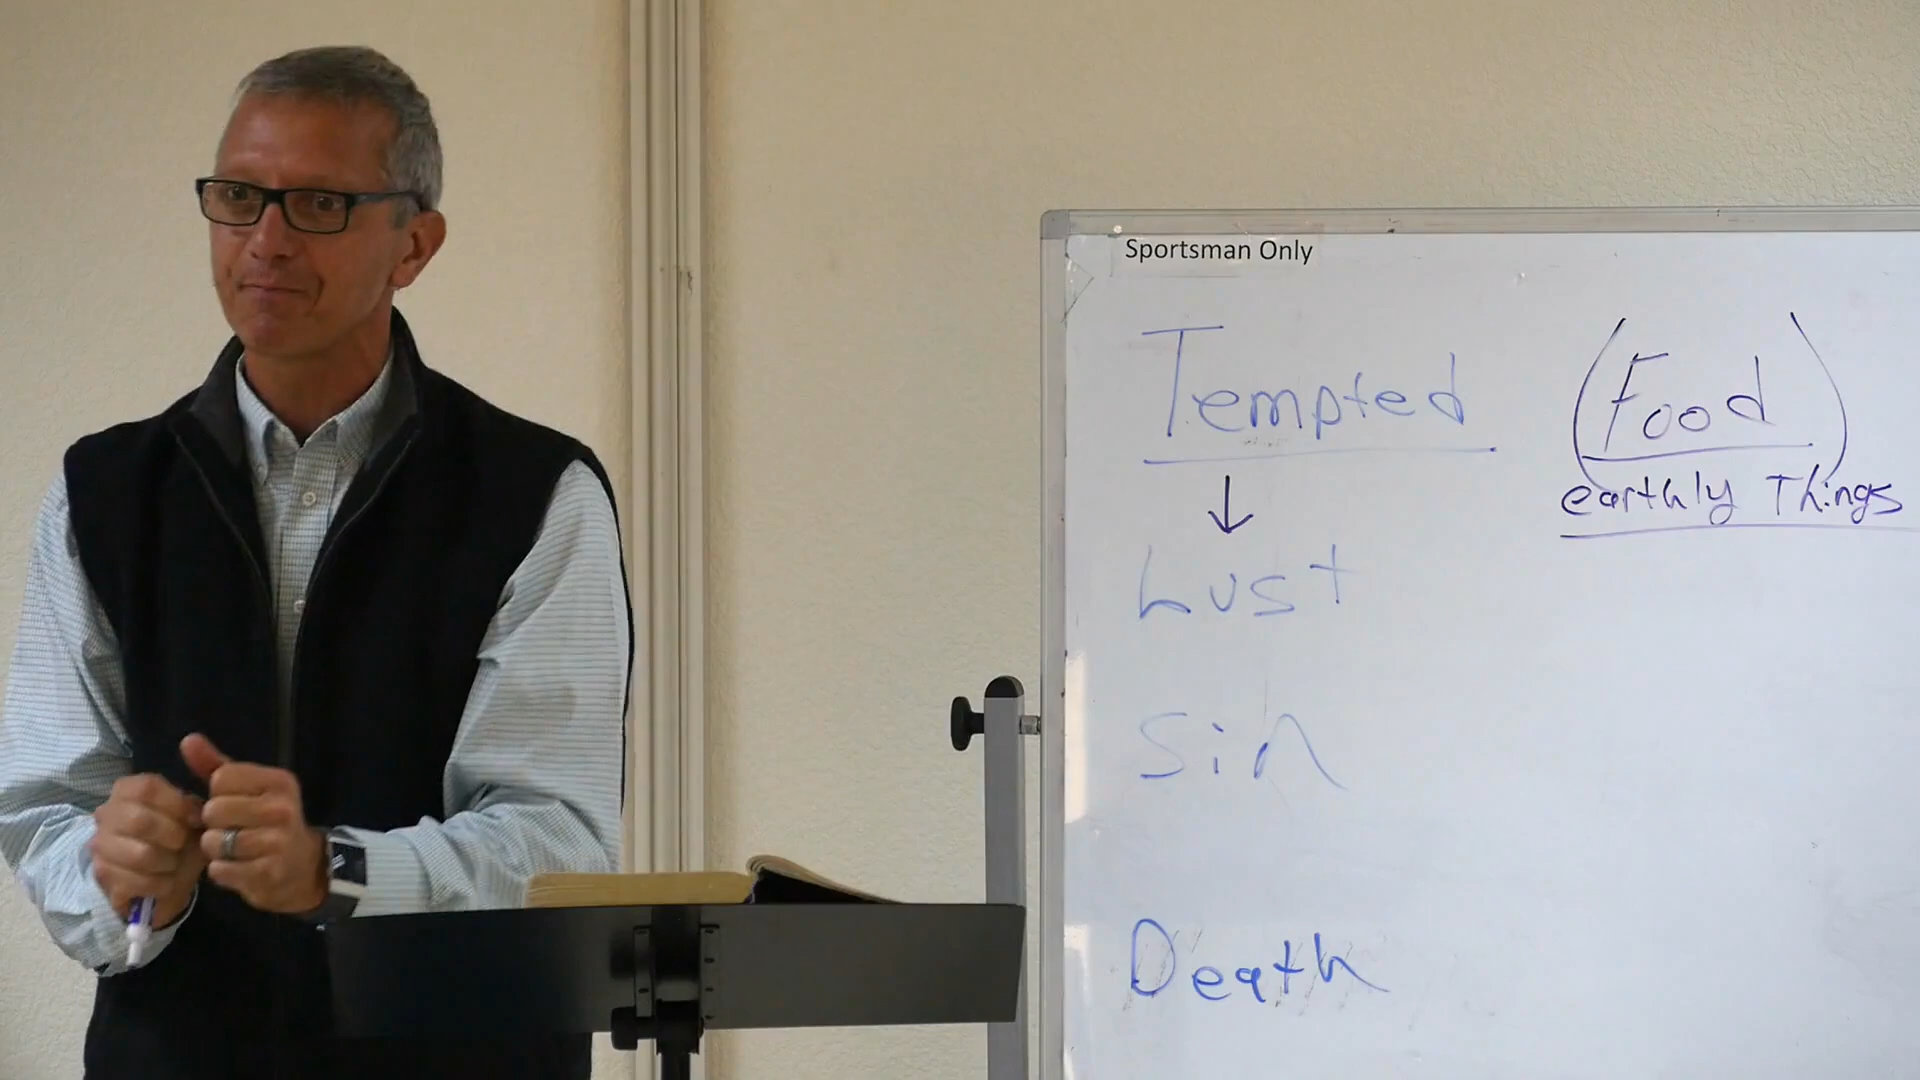 Sportsman Only
Tempted (Food)
earthly Things
Lust
Sin
Death